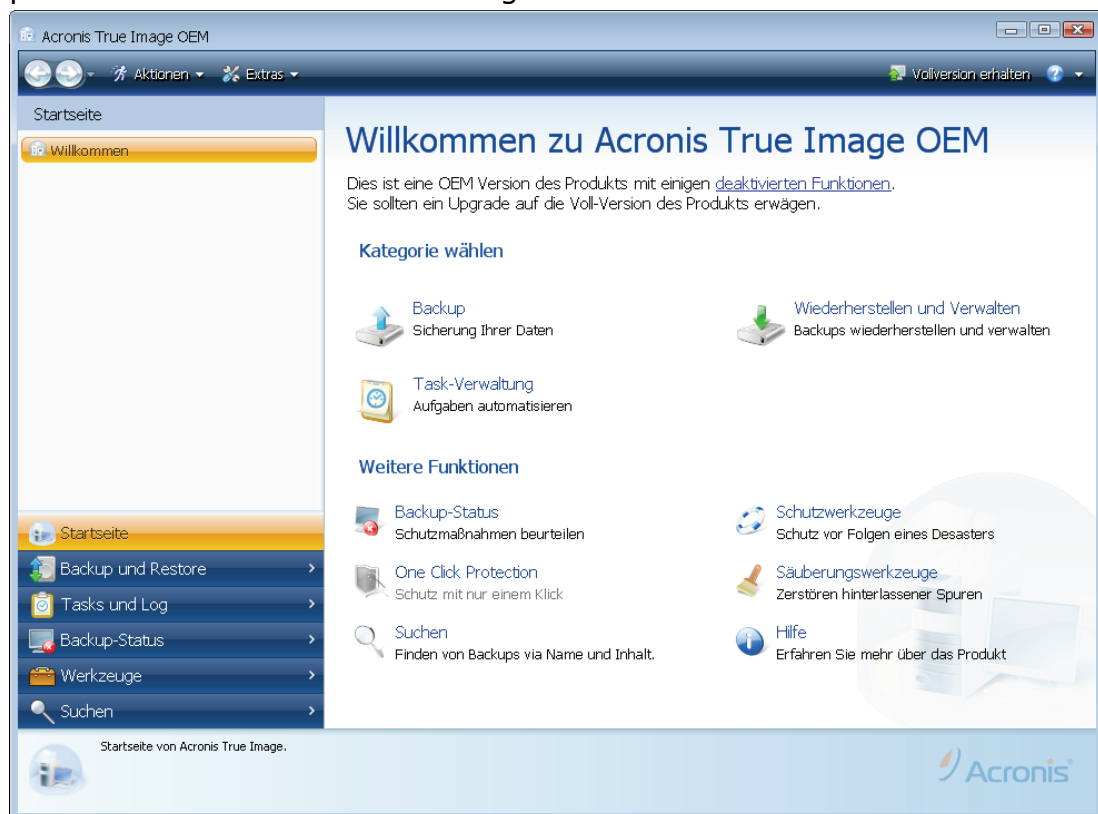 Acronis True Image OEM
Aktionen
Extras
Vollversion erhalten
Startseite
Willkommen
Willkommen zu Acronis True Image OEM
Dies ist eine OEM Version des Produkts mit einigen deaktivierten Funktionen.
Sie sollten ein Upgrade auf die Voll-Version des Produkts erwägen.
Kategorie wählen
Backup
Sicherung Ihrer Daten
Wiederherstellen und Verwalten
Backups wiederherstellen und verwalten
Task-Verwaltung
Aufgaben automatisieren
Weitere Funktionen
Backup-Status
Schutzmaßnahmen beurteilen
Schutzwerkzeuge
Schutz vor Folgen eines Desasters
One Click Protection
Schutz mit nur einem Klick
Säuberungswerkzeuge
Zerstören hinterlassener Spuren
Suchen
Finden von Backups via Name und Inhalt.
Hilfe
Erfahren Sie mehr über das Produkt
Startseite
Backup und Restore
Tasks und Log
Backup-Status
Werkzeuge
Suchen
Startseite von Acronis True Image.
Acronis